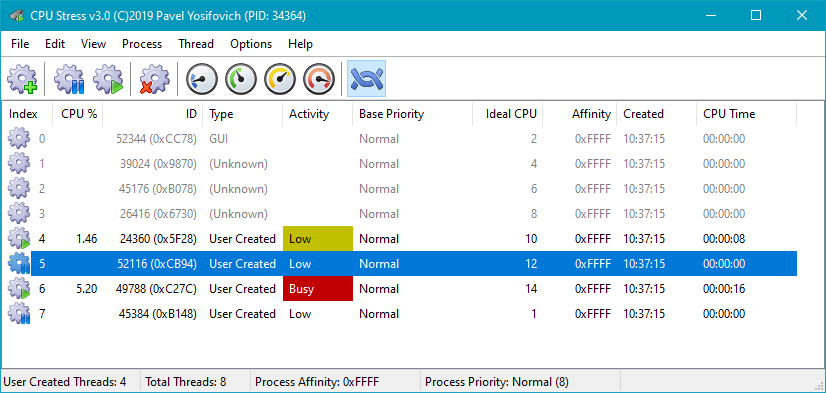 CPU Stress v3.0 (C)2019 Pavel Yosifovich (PID: 34364)
File Edit View Process Thread Options Help
Index CPU % ID Type Activity Base Priority Ideal CPU Affinity Created CPU Time
0 52344 (0xCC78) GUI Normal 2 0xFFFF 10:37:15 00:00:00
1 39024 (0x9870) (Unknown) Normal 4 0xFFFF 10:37:15 00:00:00
2 45176 (0xB078) (Unknown) Normal 6 0xFFFF 10:37:15 00:00:00
3 26416 (0x6730) (Unknown) Normal 8 0xFFFF 10:37:15 00:00:00
4 1.46 24360 (0x5F28) User Created Low Normal 10 0xFFFF 10:37:15 00:00:08
5 52116 (0xCB94) User Created Low Normal 12 0xFFFF 10:37:15 00:00:00
6 5.20 49788 (0xC27C) User Created Busy Normal 14 0xFFFF 10:37:15 00:00:16
7 45384 (0xB148) User Created Low Normal 1 0xFFFF 10:37:15 00:00:00
User Created Threads: 4 Total Threads: 8 Process Affinity: 0xFFFF Process Priority: Normal (8)